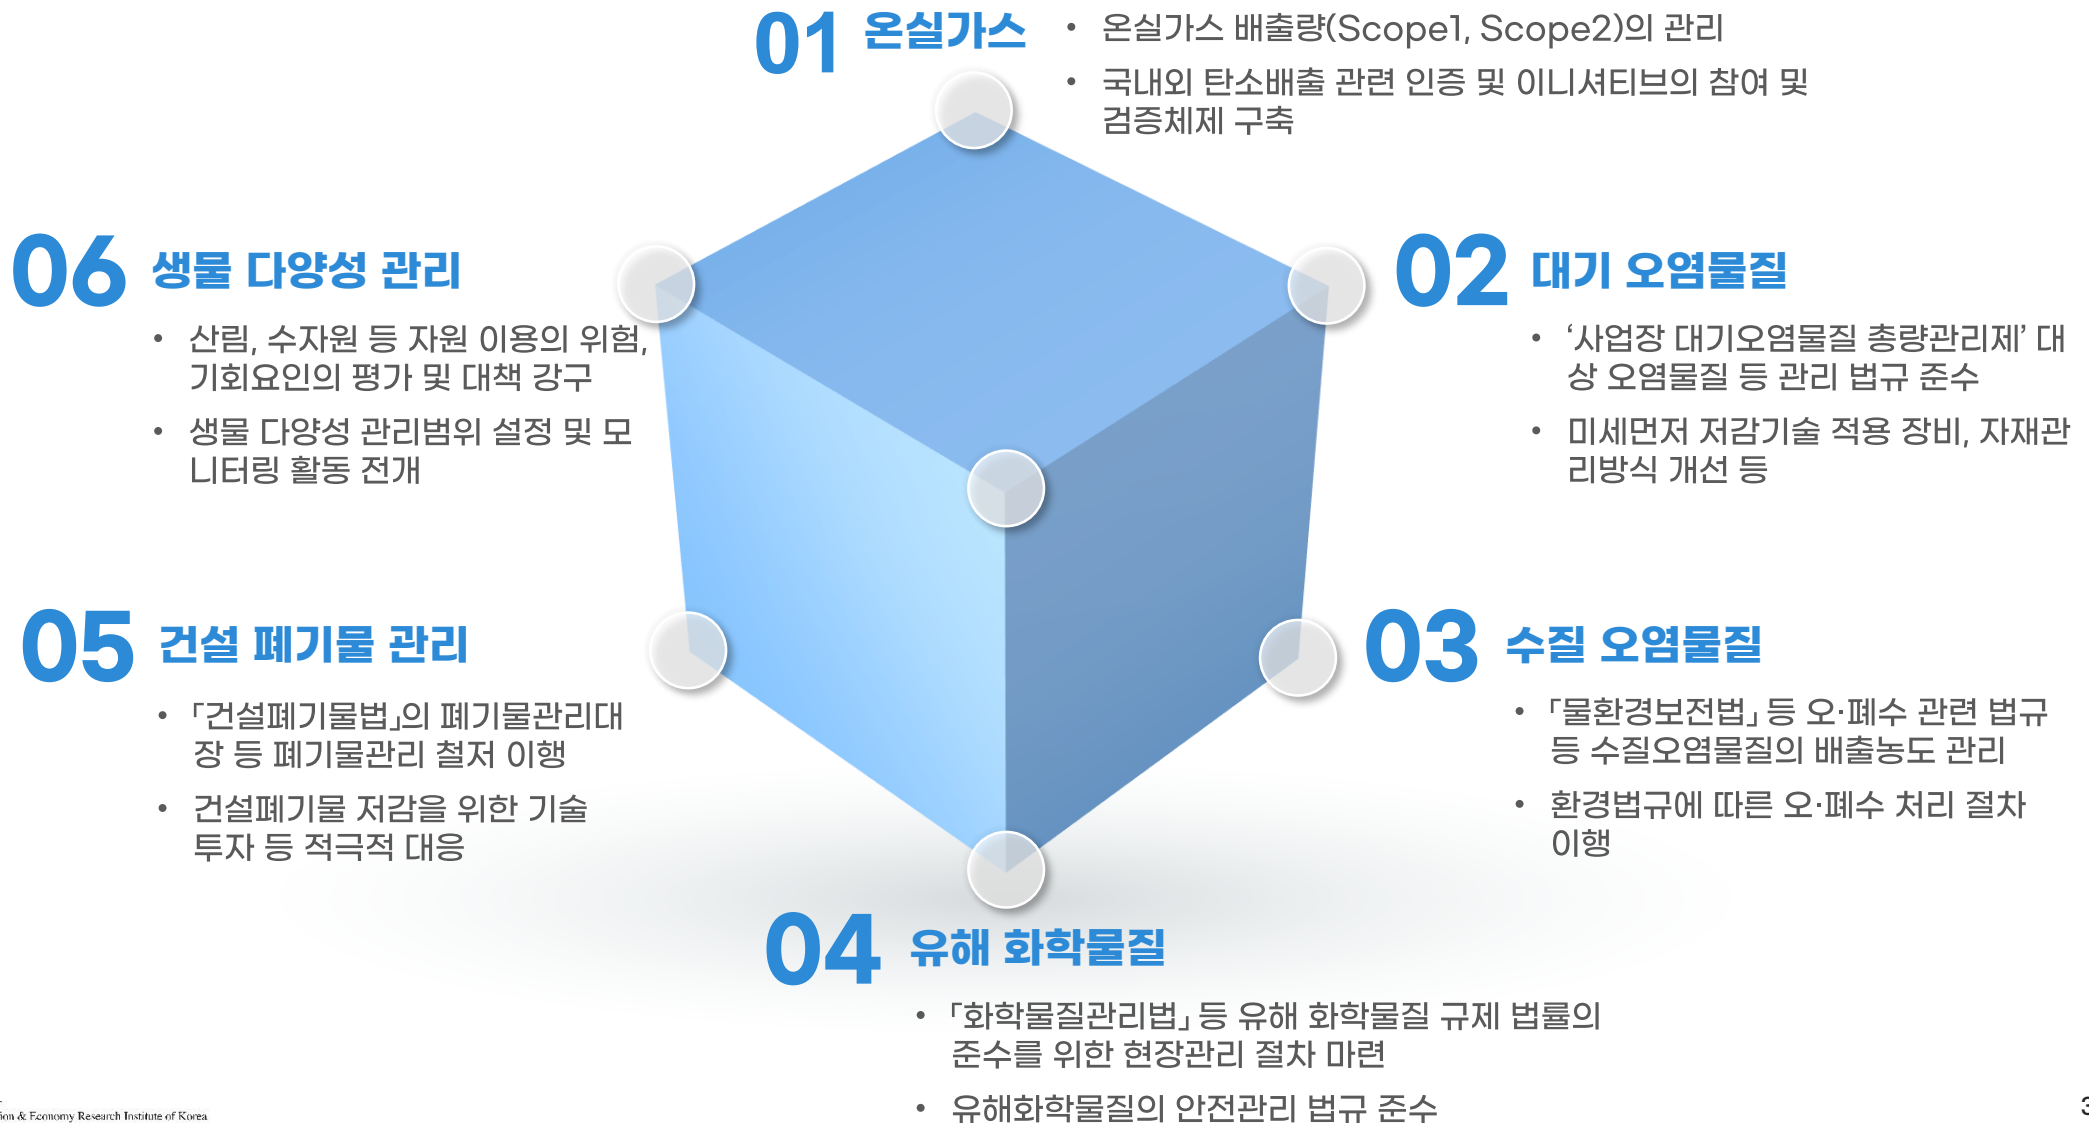 01 온실가스
• 온실가스 배출량(Scope1, Scope2)의 관리
• 국내외 탄소배출 관련 인증 및 이니셔티브의 참여 및
검증체제 구축
02 대기 오염물질
• ‘사업장 대기오염물질 총량관리제’ 대
상 오염물질 등 관리 법규 준수
• 미세먼저 저감기술 적용 장비, 자재관
리방식 개선 등
03 수질 오염물질
• 「물환경보전법」 등 오·폐수 관련 법규
등 수질오염물질의 배출농도 관리
• 환경법규에 따른 오·폐수 처리 절차
이행
04 유해 화학물질
• 「화학물질관리법」 등 유해 화학물질 규제 법률의
준수를 위한 현장관리 절차 마련
• 유해화학물질의 안전관리 법규 준수
05 건설 폐기물 관리
• 「건설폐기물법」의 폐기물관리대
장 등 폐기물관리 철저 이행
• 건설폐기물 저감을 위한 기술
투자 등 적극적 대응
06 생물 다양성 관리
• 산림, 수자원 등 자원 이용의 위험,
기회요인의 평가 및 대책 강구
• 생물 다양성 관리범위 설정 및 모
니터링 활동 전개
& Economy Research Institute of Korea